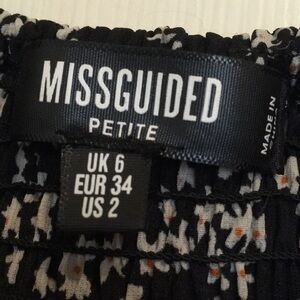 MISSGUIDED
PETITE
MADE IN
UK 6
EUR 34
US 2